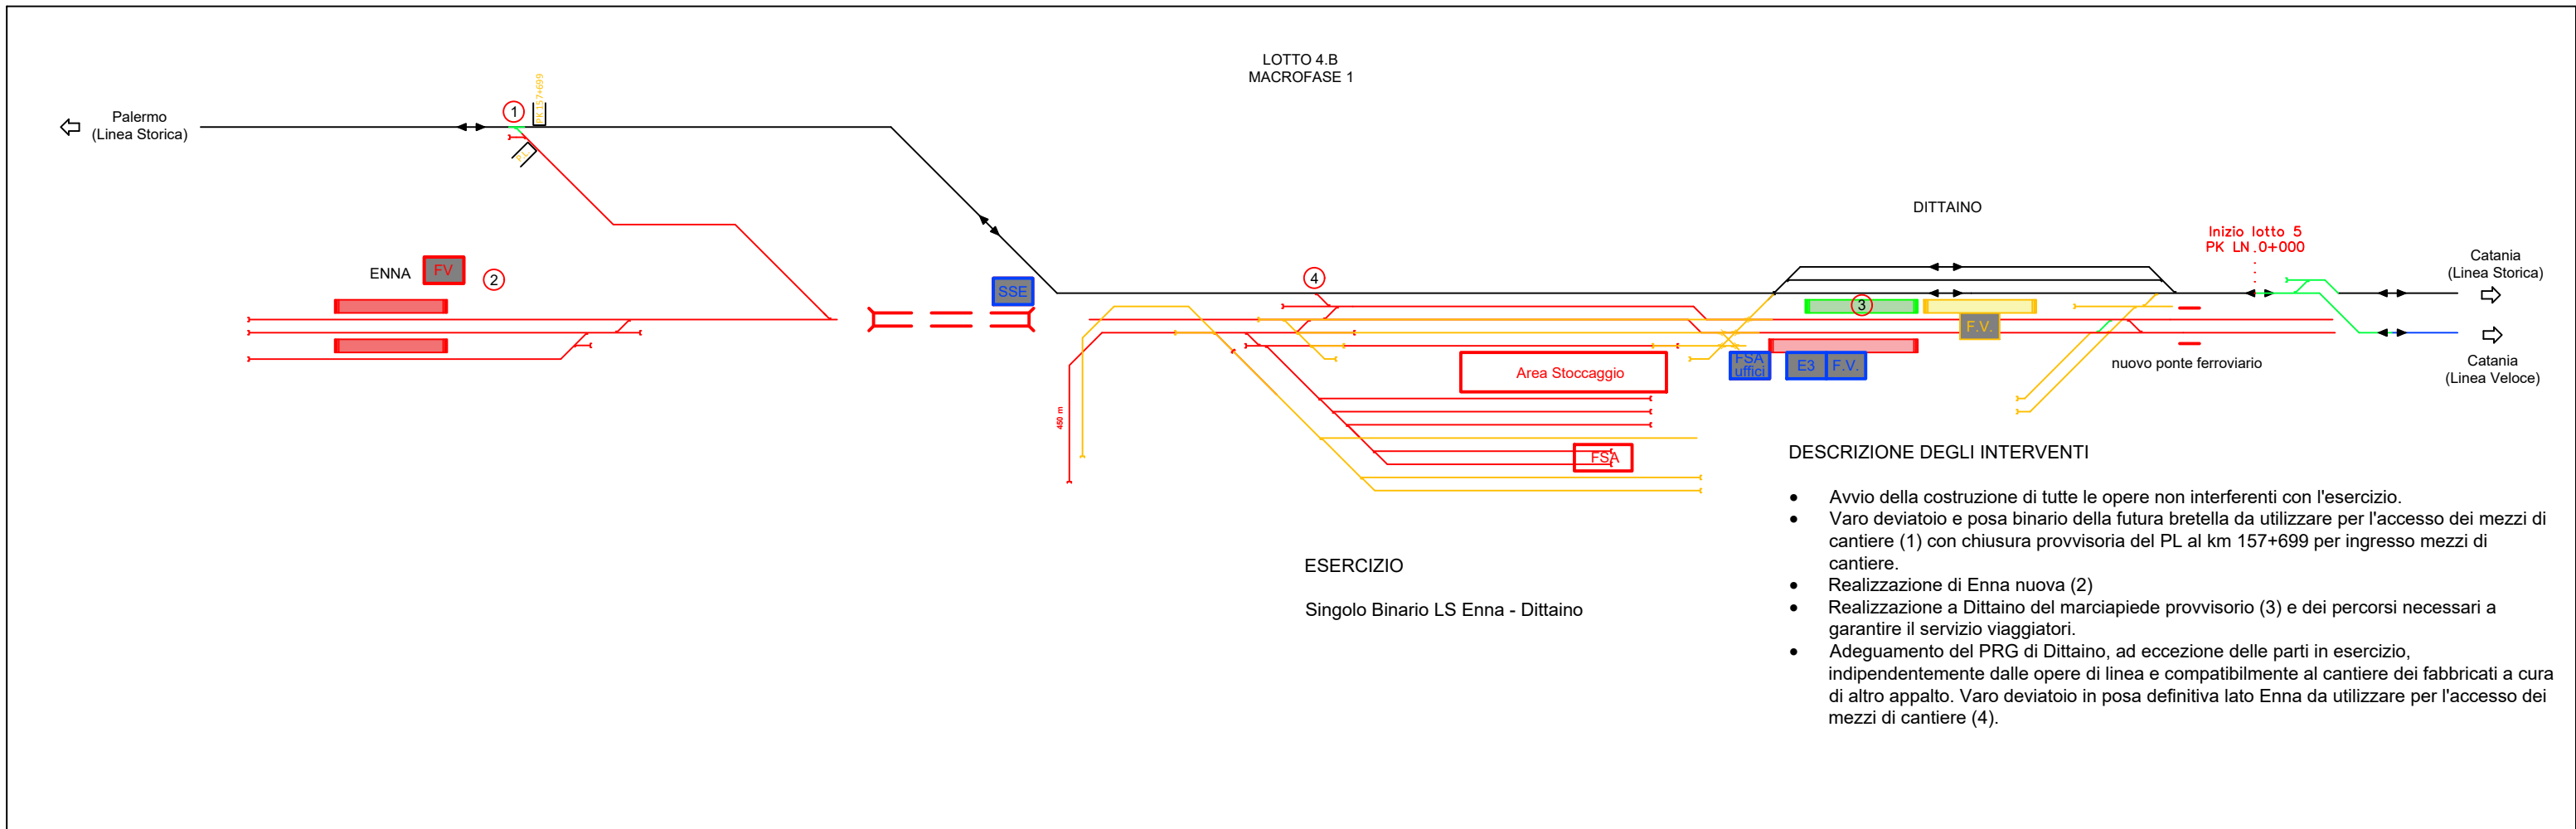 LOTTO 4.B
MACROFASE 1
Palermo
(Linea Storica)
1
PK 157+699
PL
ENNA
FV
2
SSE
4
DITTAINO
Inizio lotto 5
PK LN 0+000
Catania
(Linea Storica)
3
F.V.
FSA
uffici
E3
F.V.
nuovo ponte ferroviario
Catania
(Linea Veloce)
Area Stoccaggio
450 m
FSA
DESCRIZIONE DEGLI INTERVENTI
• Avvio della costruzione di tutte le opere non interferenti con l'esercizio.
• Varo deviatoio e posa binario della futura bretella da utilizzare per l'accesso dei mezzi di
cantiere (1) con chiusura provvisoria del PL al km 157+699 per ingresso mezzi di
cantiere.
• Realizzazione di Enna nuova (2)
• Realizzazione a Dittaino del marciapiede provvisorio (3) e dei percorsi necessari a
garantire il servizio viaggiatori.
• Adeguamento del PRG di Dittaino, ad eccezione delle parti in esercizio,
indipendentemente dalle opere di linea e compatibilmente al cantiere dei fabbricati a cura
di altro appalto. Varo deviatoio in posa definitiva lato Enna da utilizzare per l'accesso dei
mezzi di cantiere (4).
ESERCIZIO
Singolo Binario LS Enna - Dittaino